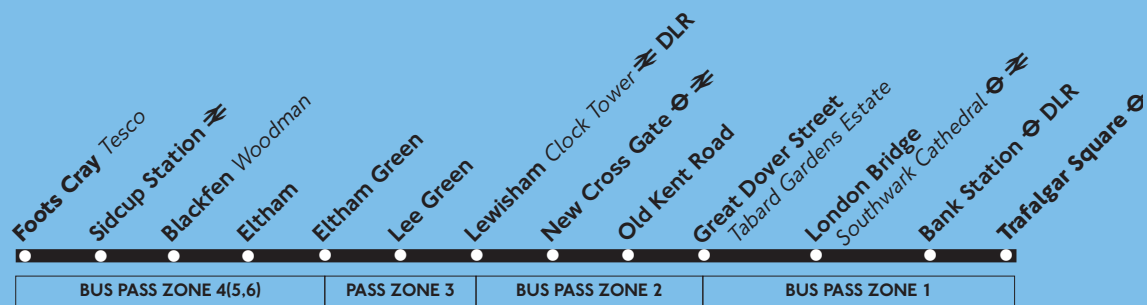 Foots Cray Tesco
Sidcup Station
Blackfen Woodman
Eltham
Eltham Green
Lee Green
Lewisham Clock Tower DLR
New Cross Gate
Old Kent Road
Great Dover Street
Tabard Gardens Estate
London Bridge
Southwark Cathedral
Bank Station DLR
Trafalgar Square
BUS PASS ZONE 4(5,6)
PASS ZONE 3
BUS PASS ZONE 2
BUS PASS ZONE 1